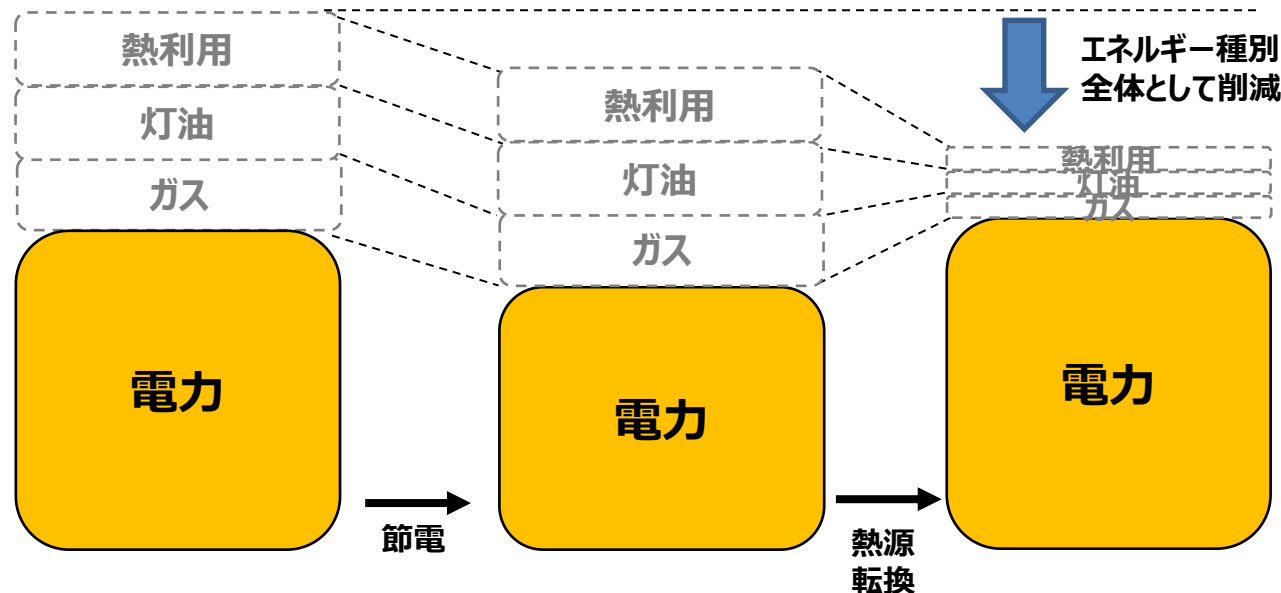 熱利用
灯油
ガス
電力
節電
熱利用
灯油
ガス
電力
熱源
転換
エネルギー種別
全体として削減
熱利用
灯油
ガス
電力